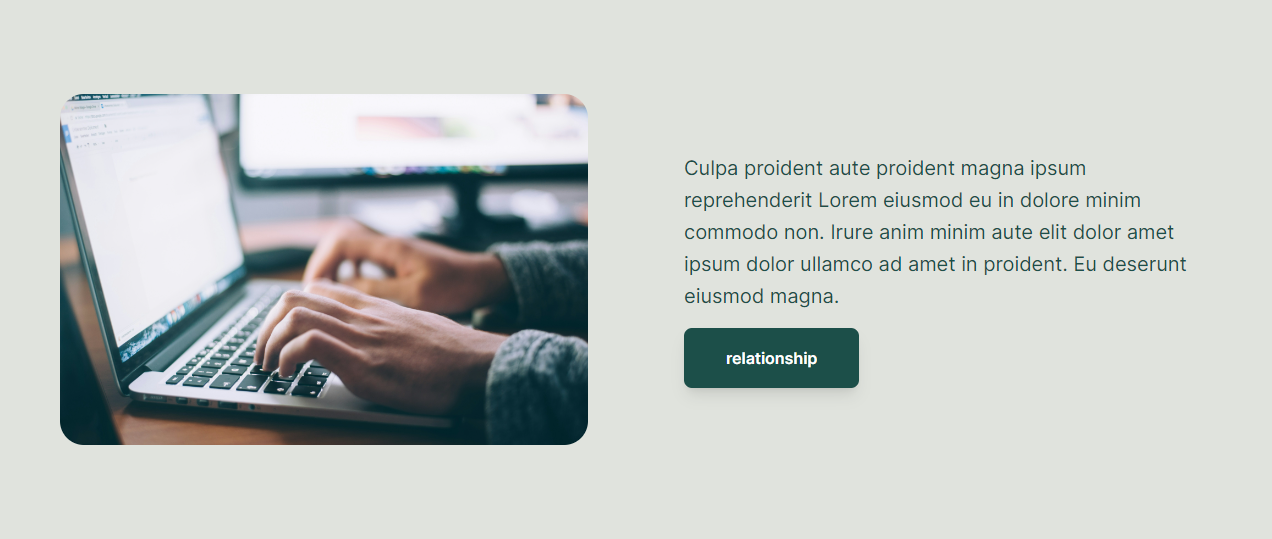 Culpa proident aute proident magna ipsum
reprehenderit Lorem eiusmod eu in dolore minim
commodo non. Irure anim minim aute elit dolor amet
ipsum dolor ullamco ad amet in proident. Eu deserunt
eiusmod magna.
relationship